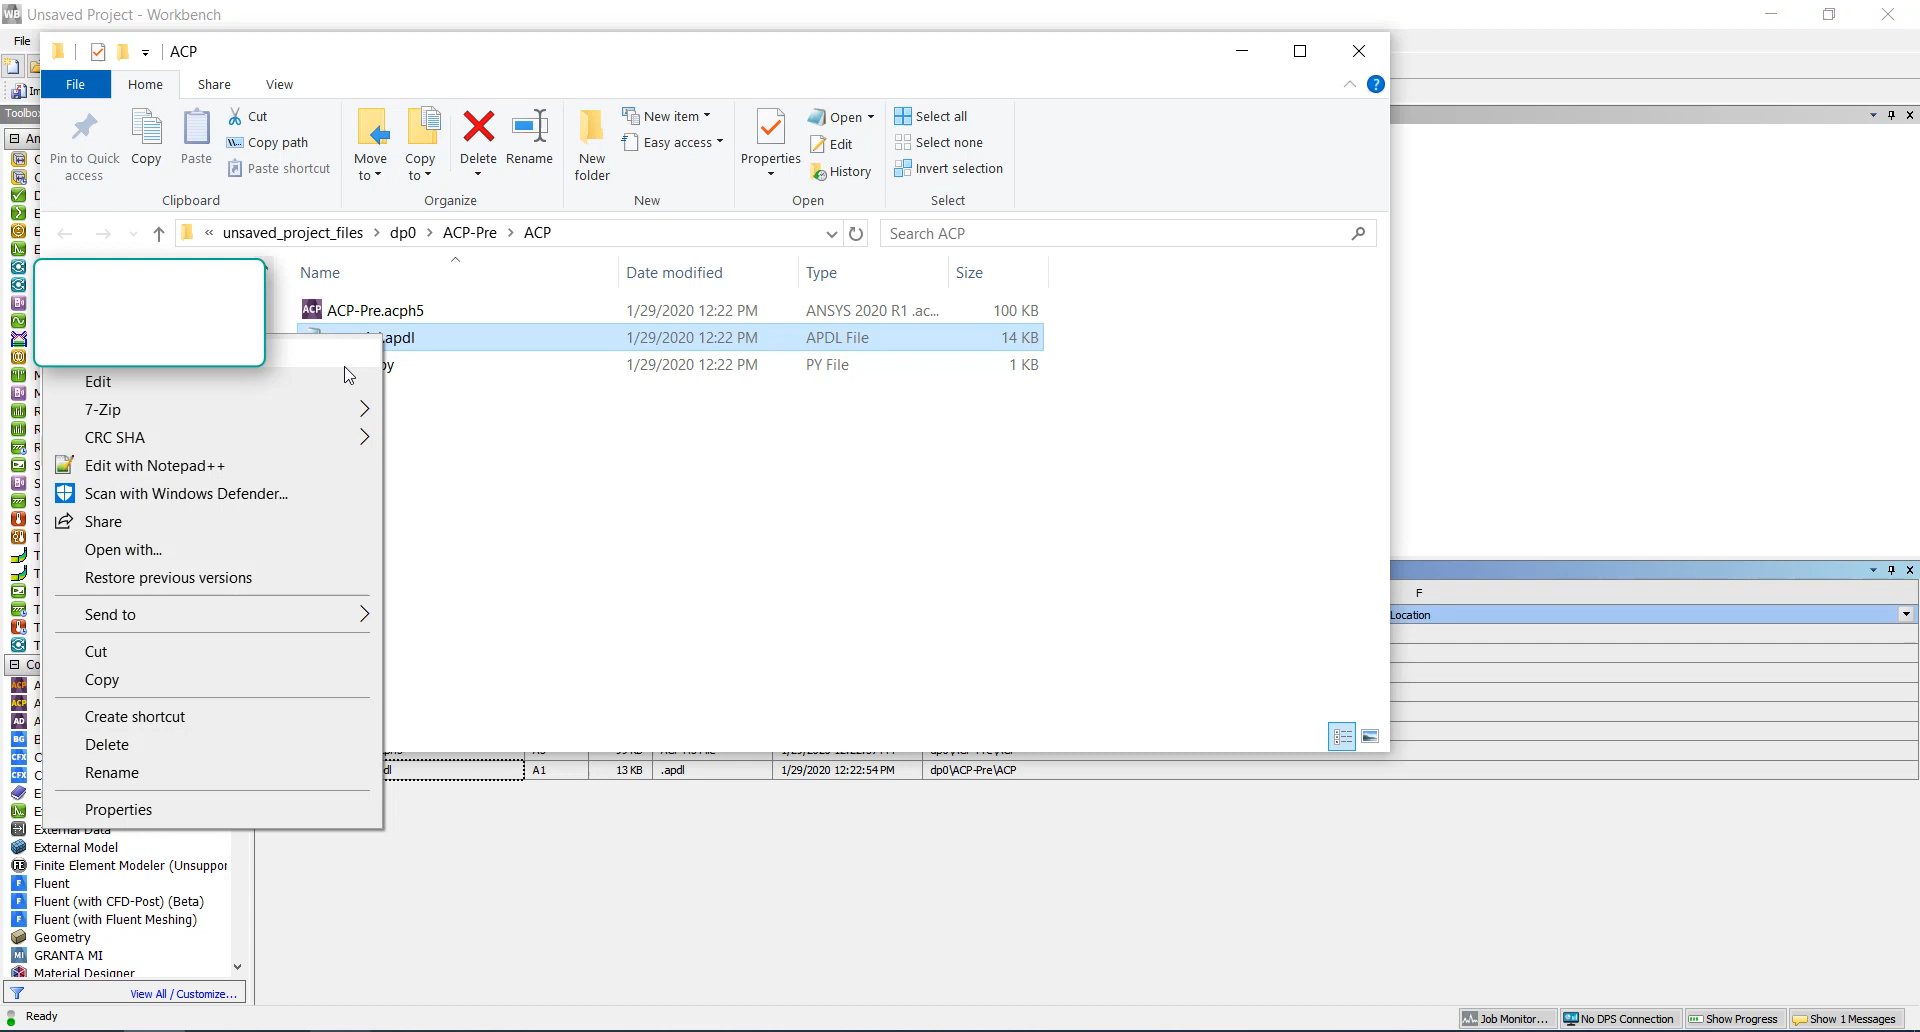 Unsaved Project - Workbench
File
ACP
File Home Share View
Pin to Quick access
Copy
Paste
Cut
Copy path
Paste shortcut
Clipboard
Move to
Copy to
Delete
Rename
Organize
New folder
New item
Easy access
New
Properties
Open
Edit
History
Open
Select all
Select none
Invert selection
Select
« unsaved_project_files > dp0 > ACP-Pre > ACP
Search ACP
Name Date modified Type Size
ACP-Pre.acph5 1/29/2020 12:22 PM ANSYS 2020 R1 .ac... 100 KB
.apdl 1/29/2020 12:22 PM APDL File 14 KB
py 1/29/2020 12:22 PM PY File 1 KB
Edit
7-Zip
CRC SHA
Edit with Notepad++
Scan with Windows Defender...
Share
Open with...
Restore previous versions
Send to
Cut
Copy
Create shortcut
Delete
Rename
Properties
F
Location
dl A1 13 KB .apdl 1/29/2020 12:22:54 PM dp0\ACP-Pre\ACP
External Data
External Model
Finite Element Modeler (Unsuppor
Fluent
Fluent (with CFD-Post) (Beta)
Fluent (with Fluent Meshing)
Geometry
GRANTA MI
Material Designer
View All / Customize...
Ready
Job Monitor...
No DPS Connection
Show Progress
Show 1 Messages